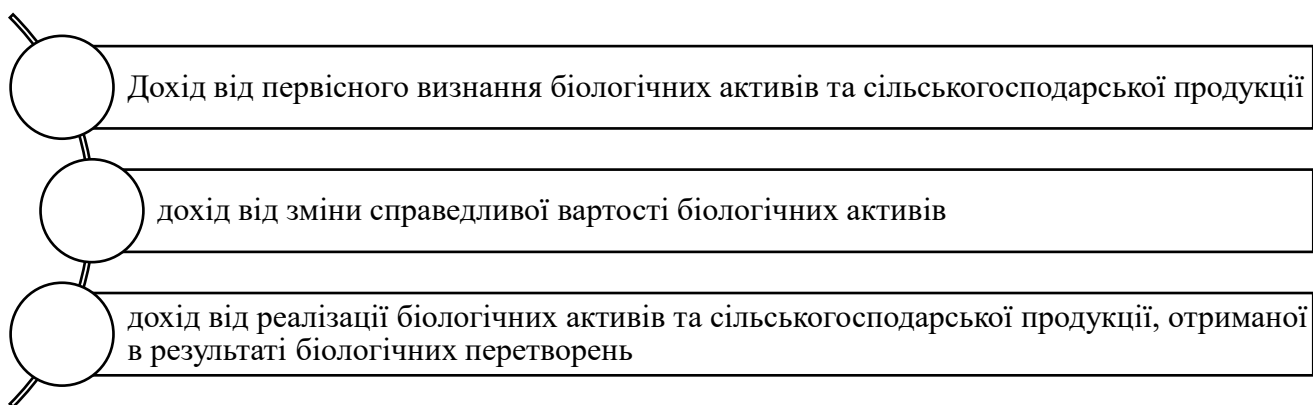 Дохід від первісного визнання біологічних активів та сільськогосподарської продукції
дохід від зміни справедливої вартості біологічних активів
дохід від реалізації біологічних активів та сільськогосподарської продукції, отриманої
в результаті біологічних перетворень